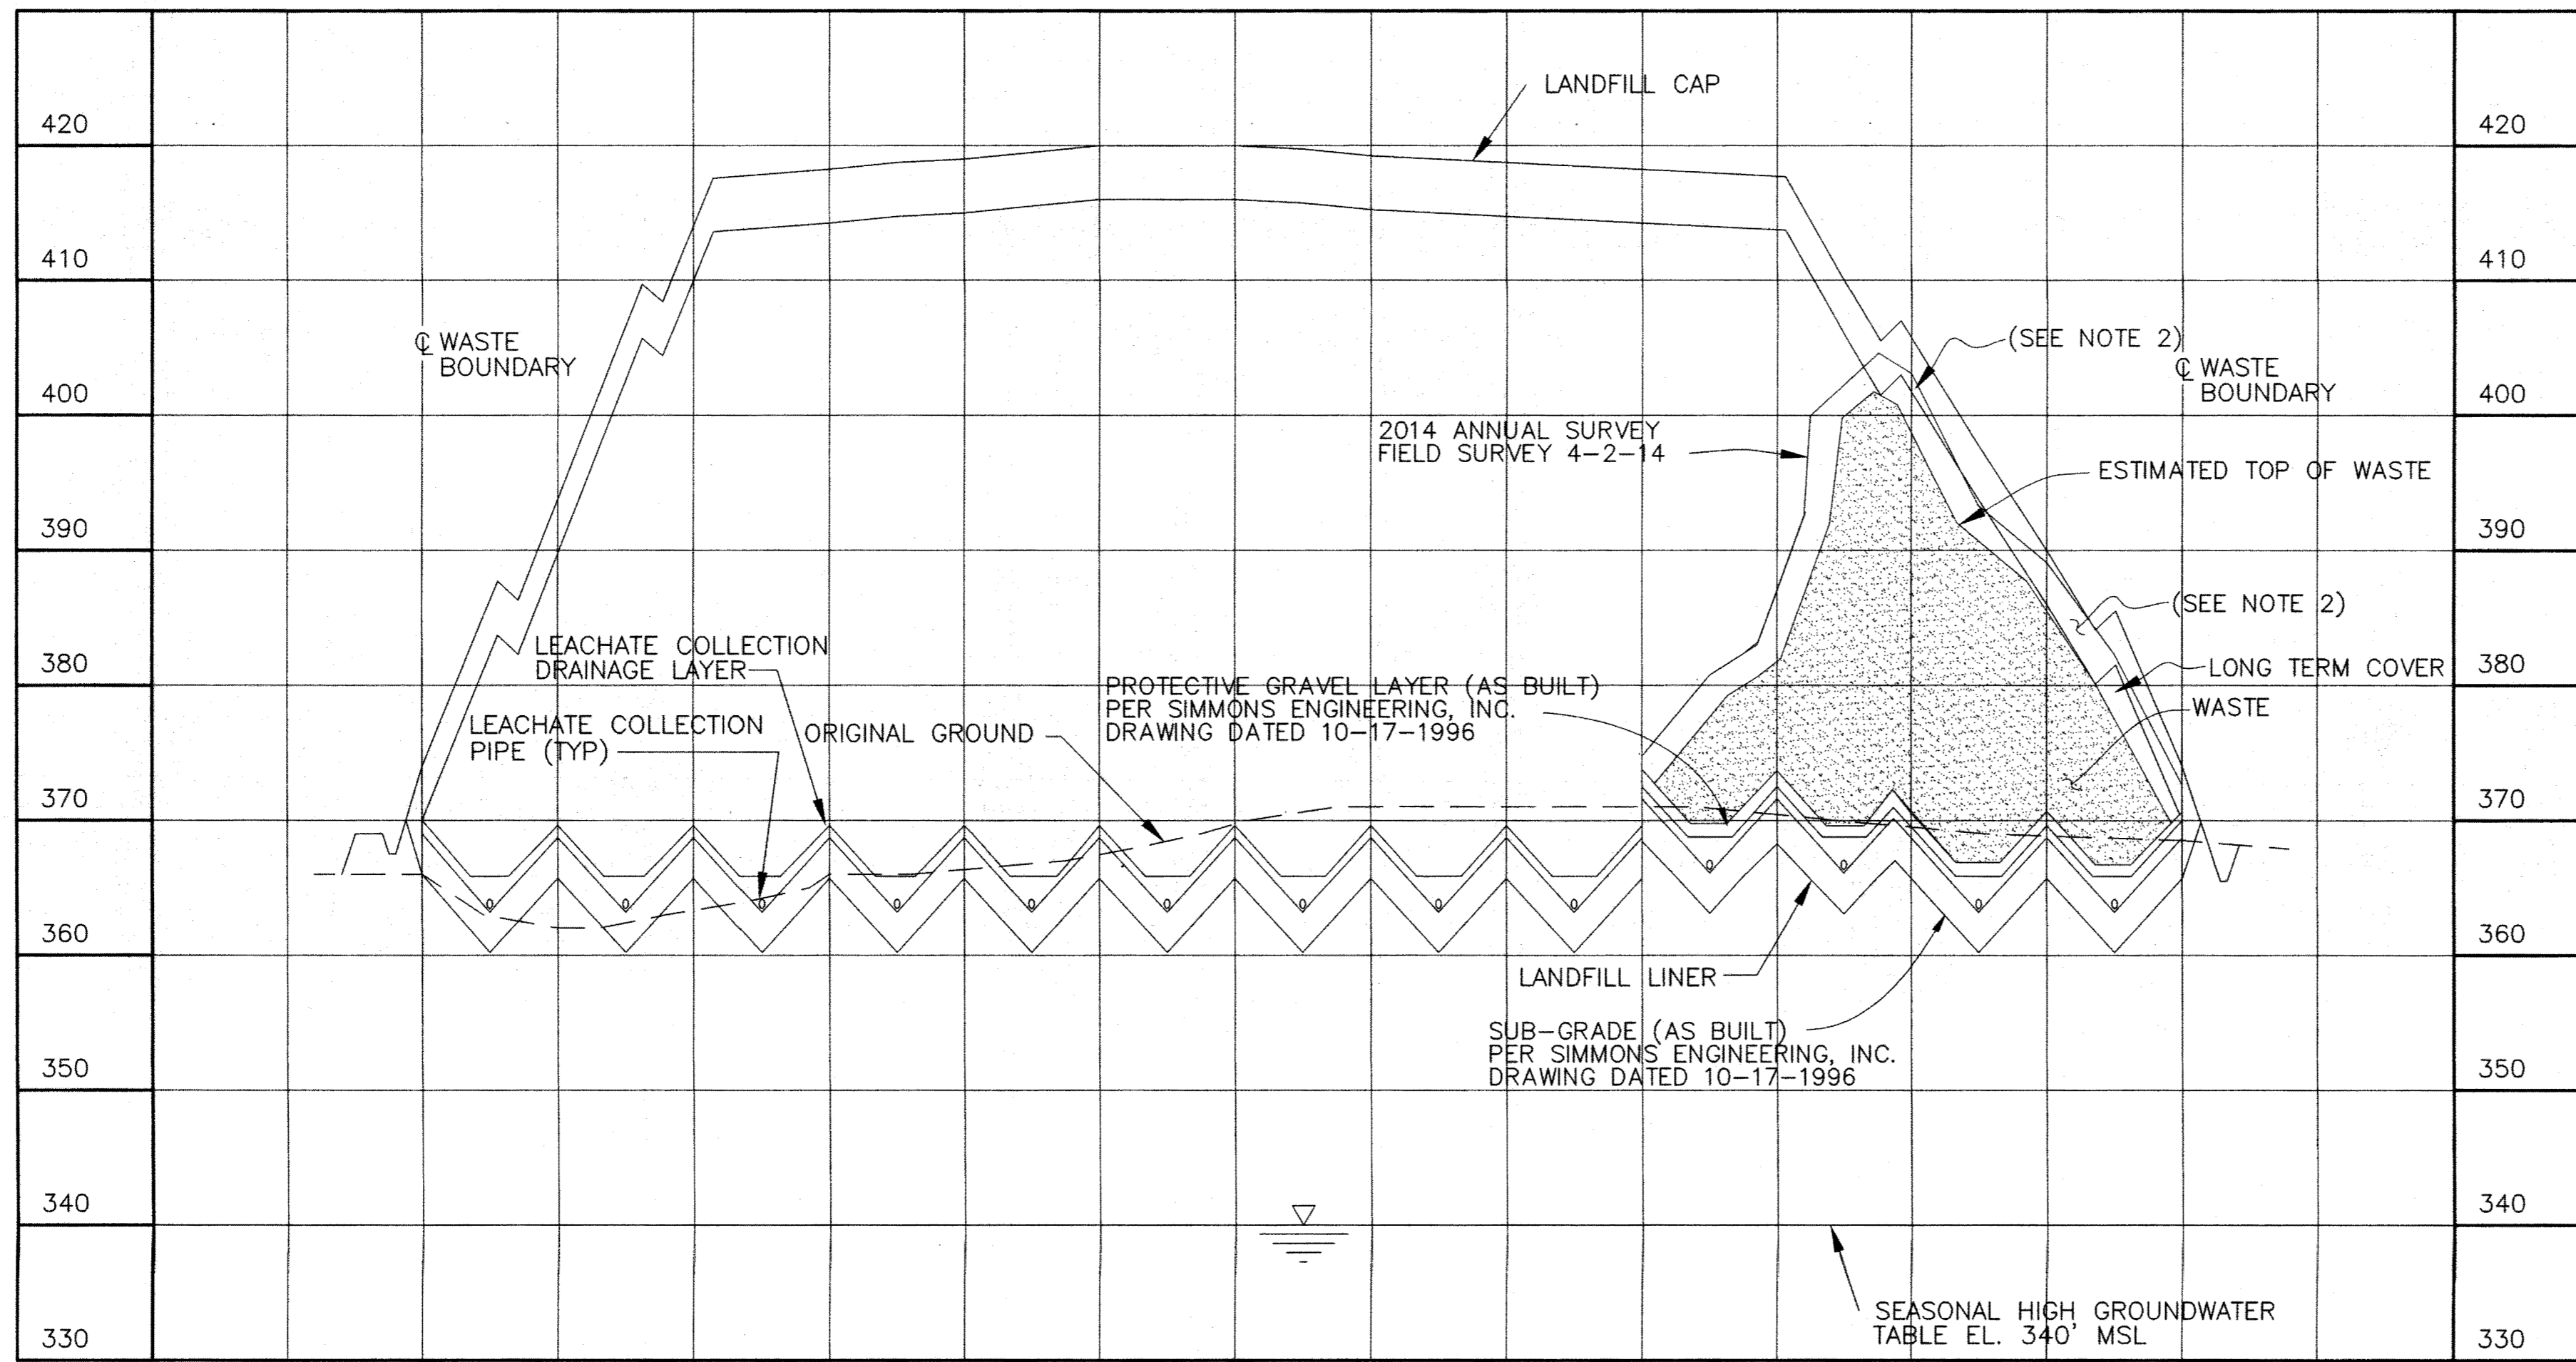 LANDFILL CAP
420
420
410
410
℄ WASTE
BOUNDARY
(SEE NOTE 2)
℄ WASTE
BOUNDARY
400
400
2014 ANNUAL SURVEY
FIELD SURVEY 4-2-14
ESTIMATED TOP OF WASTE
390
390
(SEE NOTE 2)
LEACHATE COLLECTION
DRAINAGE LAYER
380
380
LONG TERM COVER
PROTECTIVE GRAVEL LAYER (AS BUILT)
PER SIMMONS ENGINEERING, INC.
DRAWING DATED 10-17-1996
WASTE
LEACHATE COLLECTION
PIPE (TYP)
ORIGINAL GROUND
370
370
360
360
LANDFILL LINER
SUB-GRADE (AS BUILT)
PER SIMMONS ENGINEERING, INC.
DRAWING DATED 10-17-1996
350
350
340
340
SEASONAL HIGH GROUNDWATER
TABLE EL. 340' MSL
330
330